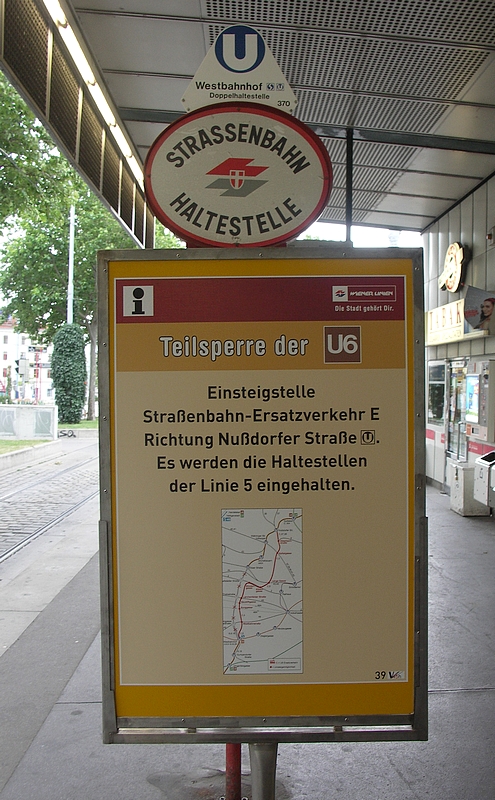 U
Westbahnhof S U
Doppelhaltestelle
370
STRASSENBAHN
HALTESTELLE
i
WIENER LINIEN
Die Stadt gehört Dir.
Teilsperre der U6
Einsteigstelle
Straßenbahn-Ersatzverkehr E
Richtung Nußdorfer Straße U.
Es werden die Haltestellen
der Linie 5 eingehalten.
39